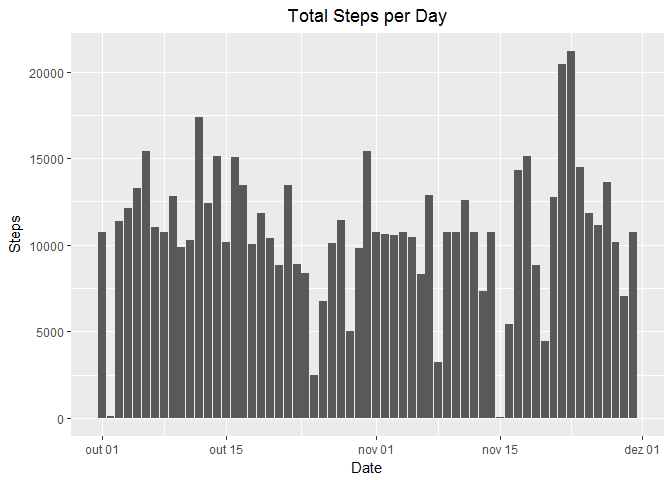 Total Steps per Day
Steps
20000
15000
10000
5000
0
out 01
out 15
nov 01
nov 15
dez 01
Date